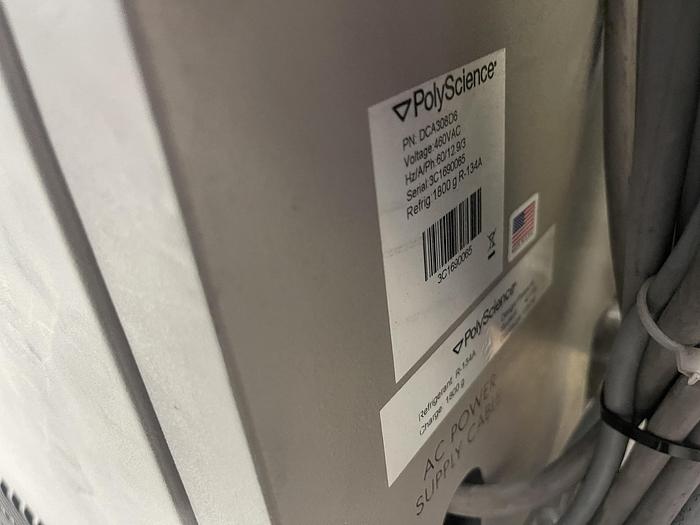 PolyScience
PN: DCA308D6
Voltage 460VAC
Hz/A/Ph 60/12.9/3
Serial 3C1690065
Refrig 1800 g R-134A
3C1690065
PolyScience
Refrigerant R-134A
Charge 1800 g
AC POWER
SUPPLY CABLE